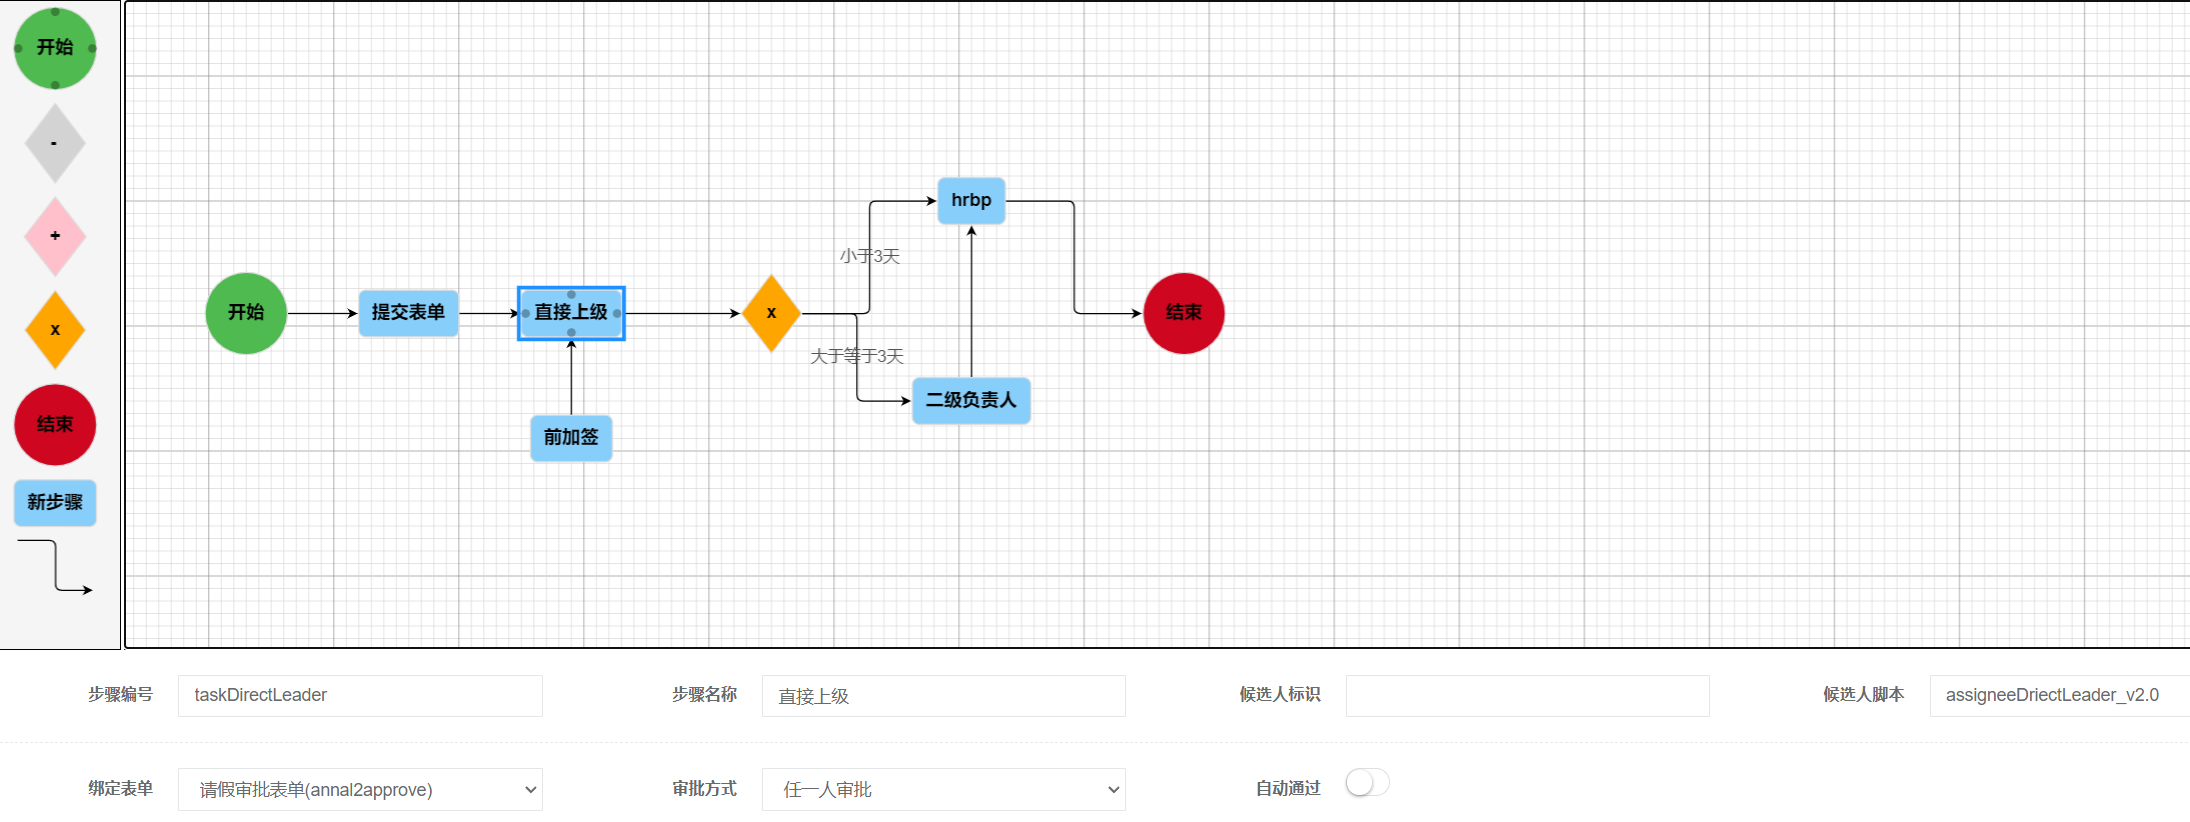 开始
-
+
x
结束
新步骤
开始
提交表单
直接上级
前加签
x
小于3天
大于等于3天
hrbp
二级负责人
结束
步骤编号 taskDirectLeader 步骤名称 直接上级 候选人标识 候选人脚本 assigneeDriectLeader_v2.0
绑定表单 请假审批表单(annal2approve) 审批方式 任一人审批 自动通过